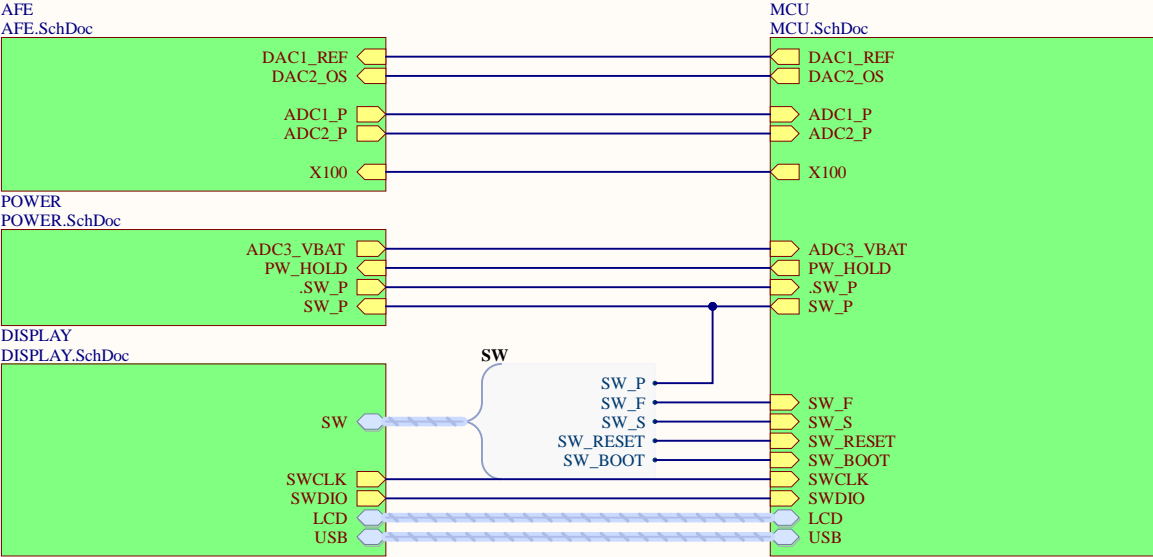 AFE
AFE.SchDoc
DAC1_REF
DAC2_OS
ADC1_P
ADC2_P
X100
POWER
POWER.SchDoc
ADC3_VBAT
PW_HOLD
.SW_P
SW_P
DISPLAY
DISPLAY.SchDoc
SW
SWCLK
SWDIO
LCD
USB
SW
SW_P
SW_F
SW_S
SW_RESET
SW_BOOT
MCU
MCU.SchDoc
DAC1_REF
DAC2_OS
ADC1_P
ADC2_P
X100
ADC3_VBAT
PW_HOLD
.SW_P
SW_P
SW_F
SW_S
SW_RESET
SW_BOOT
SWCLK
SWDIO
LCD
USB